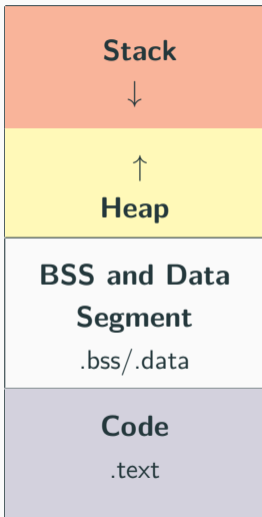 Stack
↓
↑
Heap
BSS and Data
Segment
.bss/.data
Code
.text